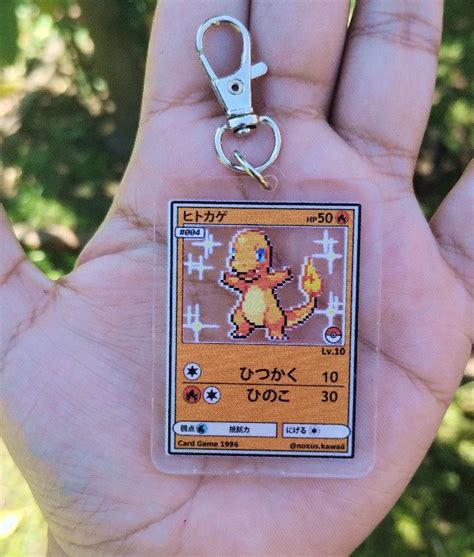 ヒトカゲ HP50
#004
Lv.10
ひつかく 10
ひのこ 30
弱点 抵抗力 にげる
Card Game 1996 @noxus.kawaii